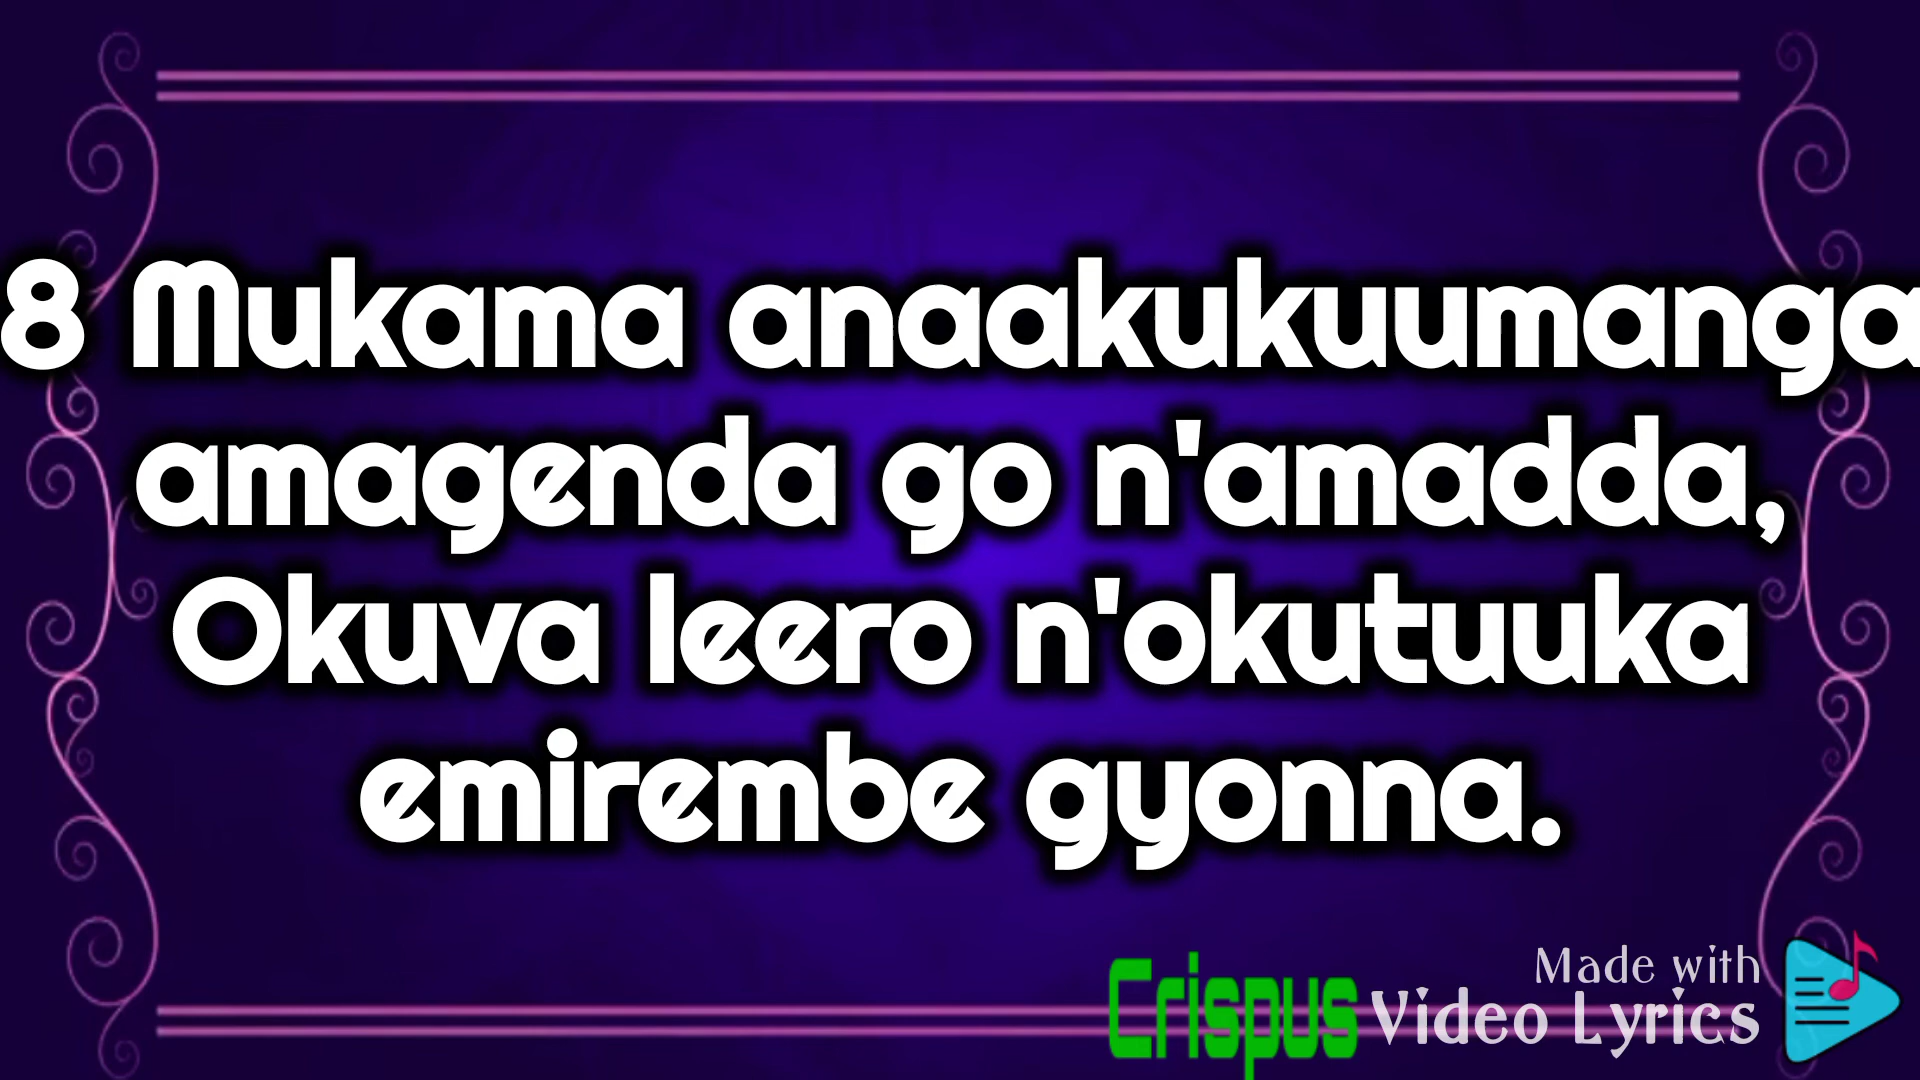 8 Mukama anaakukuumanga
amagenda go n'amadda,
Okuva leero n'okutuuka
emirembe gyonna.
Made with
Crispus Video Lyrics